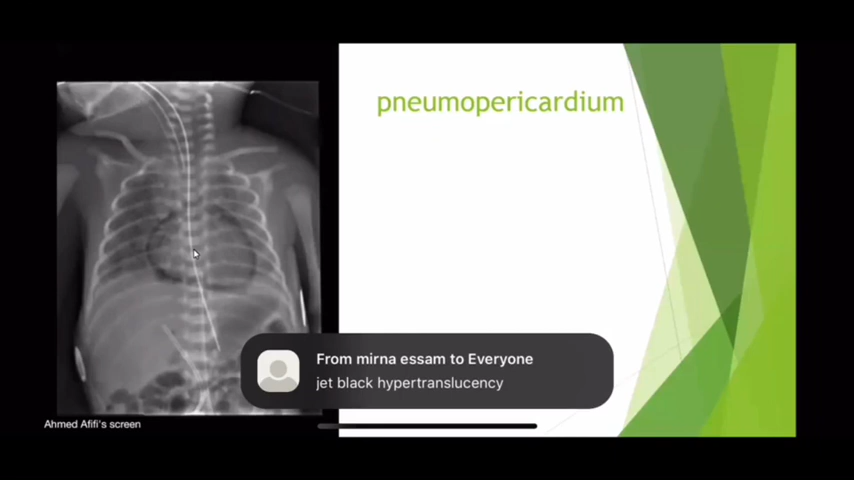 pneumopericardium
From mirna essam to Everyone
jet black hypertranslucency
Ahmed Afifi's screen